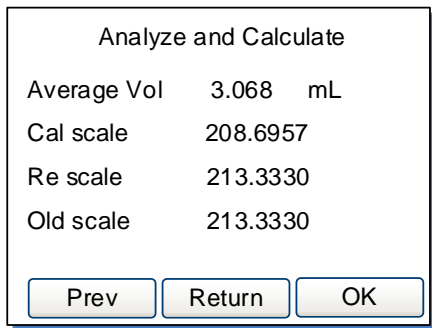 Analyze and Calculate
Average Vol 3.068 mL
Cal scale 208.6957
Re scale 213.3330
Old scale 213.3330
Prev Return OK